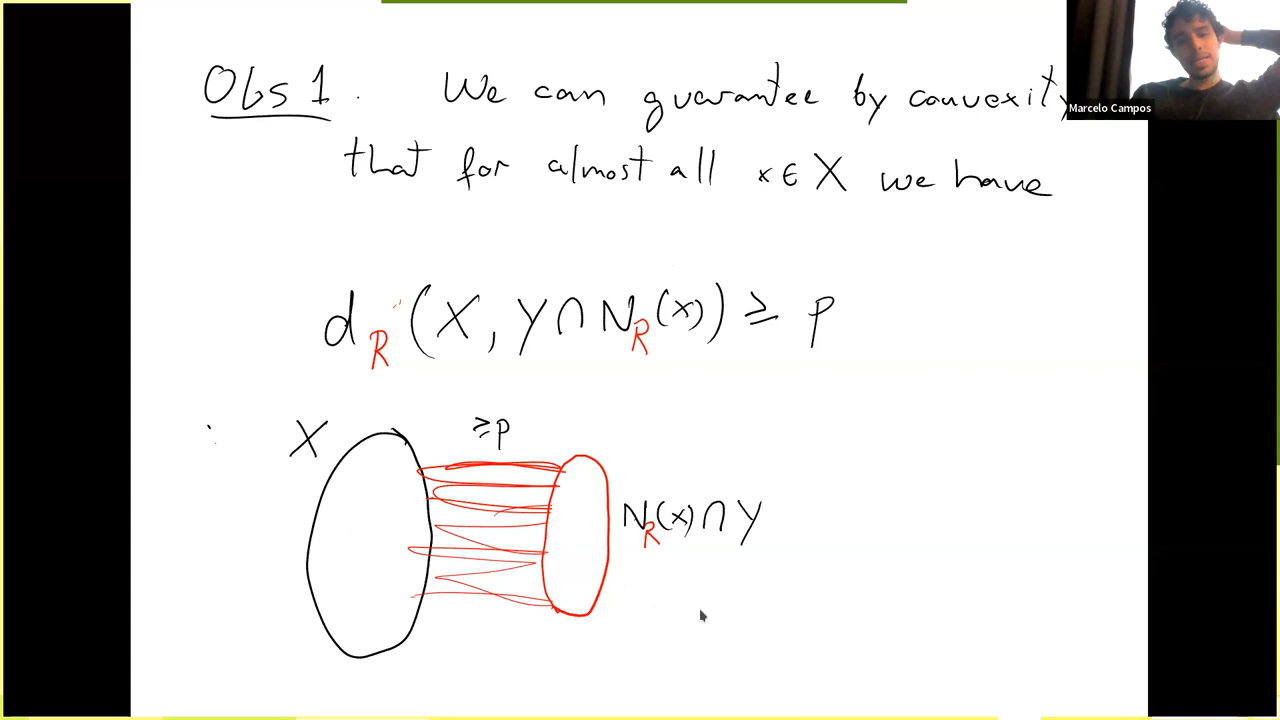 Obs 1. We can guarantee by convexity
Marcelo Campos
that for almost all x ∈ X we have
d_R (X, Y ∩ N_R(x)) ≥ p
X
≥p
N_R(x) ∩ Y